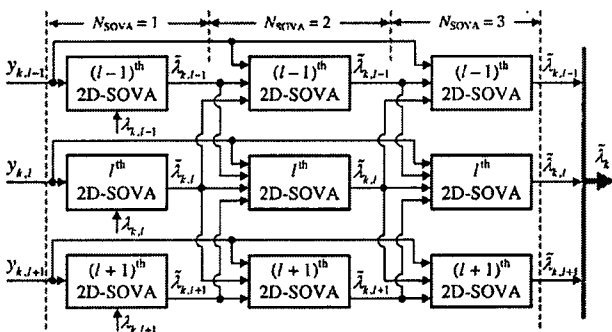 N_SOVA = 1 N_SOVA = 2 N_SOVA = 3
y_{k,l-1} (l-1)^th 2D-SOVA λ̃_{k,l-1} (l-1)^th 2D-SOVA λ̃_{k,l-1} (l-1)^th 2D-SOVA λ̃_{k,l-1}
λ_{k,l-1}
y_{k,l} l^th 2D-SOVA λ̃_{k,l} l^th 2D-SOVA λ̃_{k,l} l^th 2D-SOVA λ̃_{k,l} λ̃_k
λ_{k,l}
y_{k,l+1} (l+1)^th 2D-SOVA λ̃_{k,l+1} (l+1)^th 2D-SOVA λ̃_{k,l+1} (l+1)^th 2D-SOVA λ̃_{k,l+1}
λ_{k,l+1}